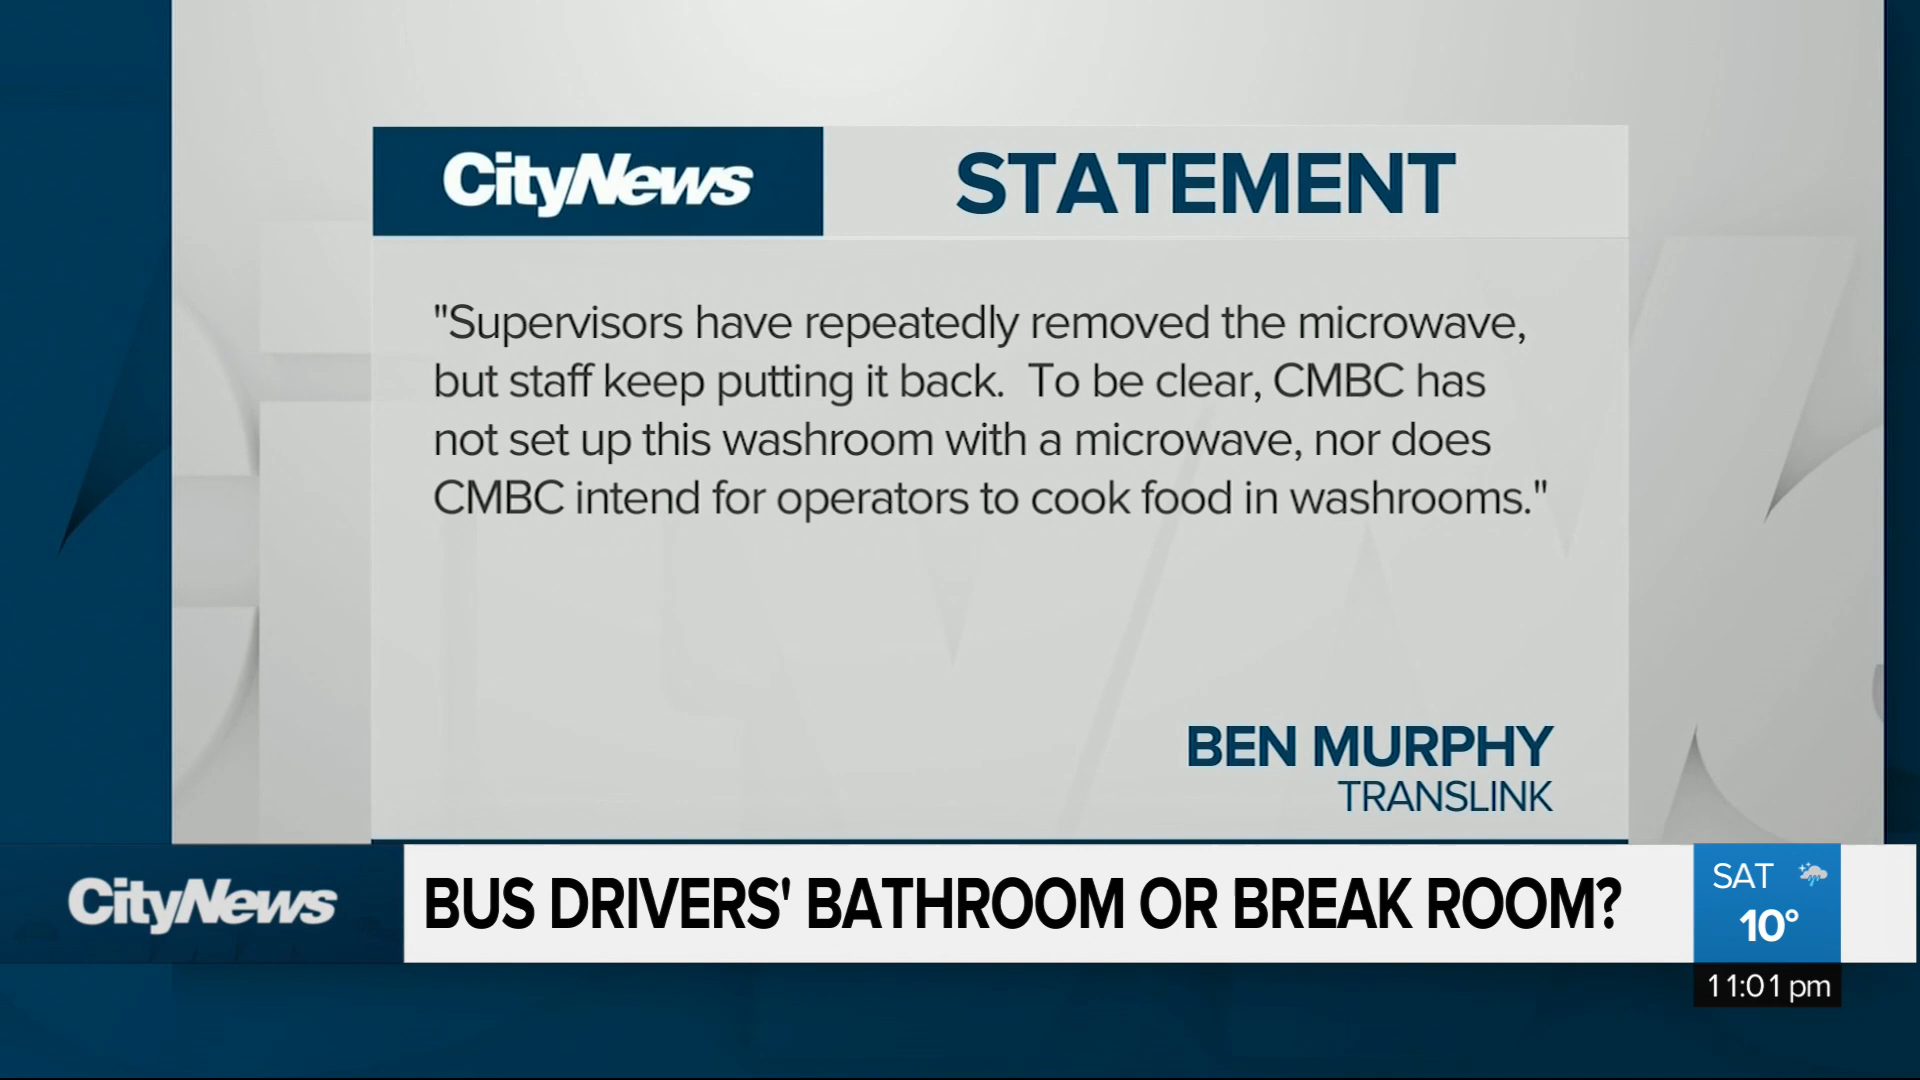 CityNews
STATEMENT
"Supervisors have repeatedly removed the microwave,
but staff keep putting it back.  To be clear, CMBC has
not set up this washroom with a microwave, nor does
CMBC intend for operators to cook food in washrooms."
BEN MURPHY
TRANSLINK
CityNews
BUS DRIVERS' BATHROOM OR BREAK ROOM?
SAT
10°
11:01 pm